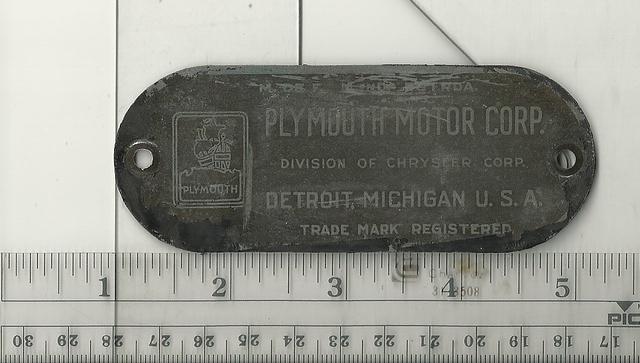 PLYMOUTH MOTOR CORP.
DIVISION OF CHRYSLER CORP.
PLYMOUTH
DETROIT, MICHIGAN U. S. A.
TRADE MARK REGISTERED
1 2 3 4 5
PIC
30 29 28 27 26 25 24 23 22 21 20 19 18 17